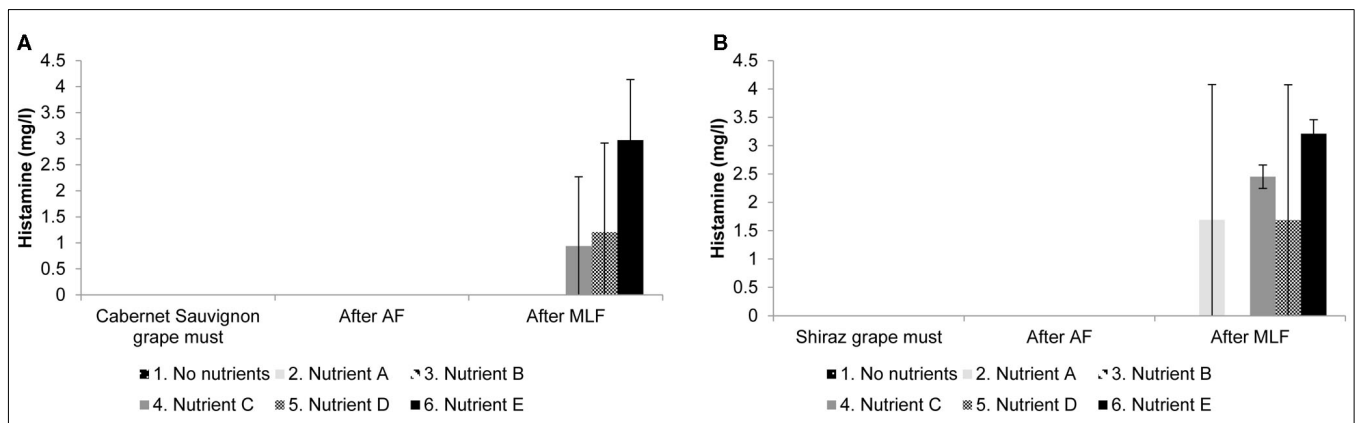 A
Histamine (mg/l)
4.5
4
3.5
3
2.5
2
1.5
1
0.5
0
Cabernet Sauvignon
grape must
After AF
After MLF
1. No nutrients 2. Nutrient A 3. Nutrient B
4. Nutrient C 5. Nutrient D 6. Nutrient E
B
Histamine (mg/l)
4.5
4
3.5
3
2.5
2
1.5
1
0.5
0
Shiraz grape must
After AF
After MLF
1. No nutrients 2. Nutrient A 3. Nutrient B
4. Nutrient C 5. Nutrient D 6. Nutrient E